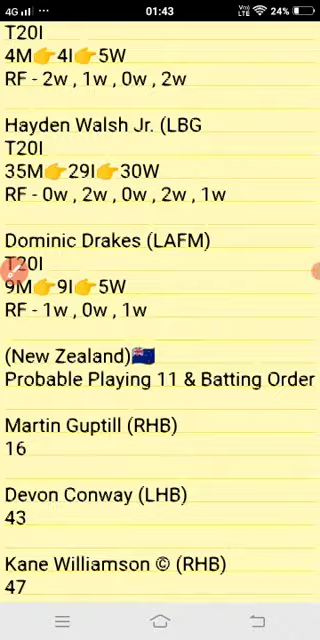 4G 01:43 Vo) LTE 24%
T20I
4M👉4I👉5W
RF - 2w , 1w , 0w , 2w
Hayden Walsh Jr. (LBG
T20I
35M👉29I👉30W
RF - 0w , 2w , 0w , 2w , 1w
Dominic Drakes (LAFM)
T20I
9M👉9I👉5W
RF - 1w , 0w , 1w
(New Zealand)🇳🇿
Probable Playing 11 & Batting Order
Martin Guptill (RHB)
16
Devon Conway (LHB)
43
Kane Williamson © (RHB)
47